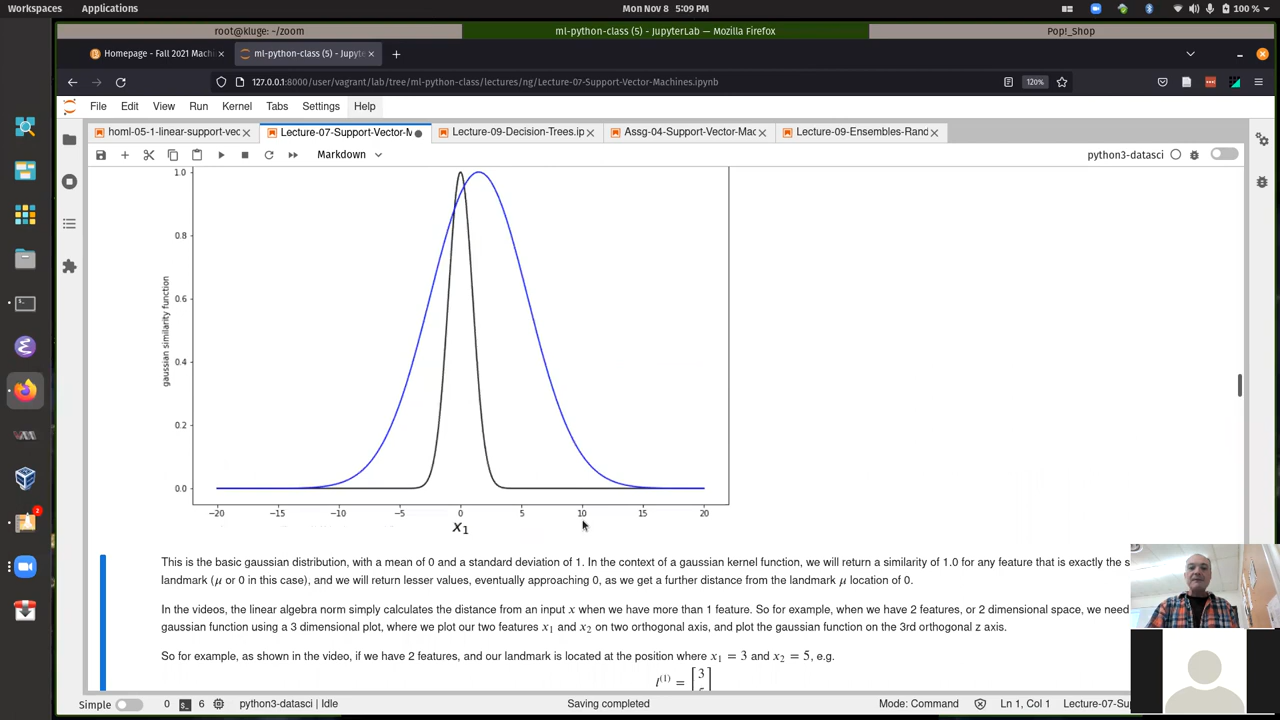 Workspaces Applications Mon Nov 8 5:09 PM 100 %
root@kluge: ~/zoom ml-python-class (5) — JupyterLab — Mozilla Firefox Pop!_Shop
Homepage - Fall 2021 Machi ml-python-class (5) - Jupyte
127.0.0.1:8000/user/vagrant/lab/tree/ml-python-class/lectures/ng/Lecture-07-Support-Vector-Machines.ipynb 120%
File Edit View Run Kernel Tabs Settings Help
homl-05-1-linear-support-vec Lecture-07-Support-Vector-M Lecture-09-Decision-Trees.ip Assg-04-Support-Vector-Mac Lecture-09-Ensembles-Rand
Markdown python3-datasci
1.0
0.8
0.6
0.4
0.2
0.0
gaussian similarity function
−20 −15 −10 −5 0 5 10 15 20
x₁
This is the basic gaussian distribution, with a mean of 0 and a standard deviation of 1. In the context of a gaussian kernel function, we will return a similarity of 1.0 for any feature that is exactly the s
landmark (μ or 0 in this case), and we will return lesser values, eventually approaching 0, as we get a further distance from the landmark μ location of 0.
In the videos, the linear algebra norm simply calculates the distance from an input x when we have more than 1 feature. So for example, when we have 2 features, or 2 dimensional space, we need
gaussian function using a 3 dimensional plot, where we plot our two features x₁ and x₂ on two orthogonal axis, and plot the gaussian function on the 3rd orthogonal z axis.
So for example, as shown in the video, if we have 2 features, and our landmark is located at the position where x₁ = 3 and x₂ = 5, e.g.
l⁽¹⁾ = [3
Simple 0 6 python3-datasci | Idle Saving completed Mode: Command Ln 1, Col 1 Lecture-07-Su